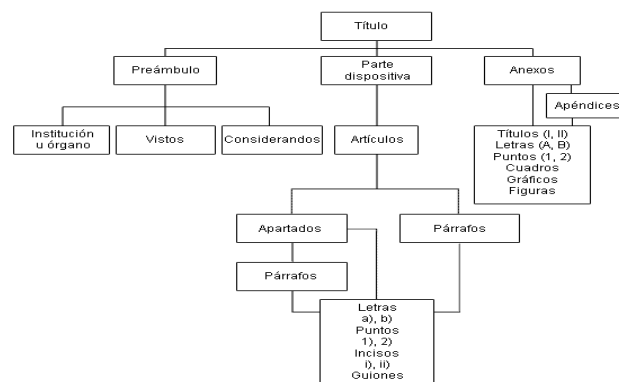 Título
Preámbulo
Parte
dispositiva
Anexos
Apéndices
Institución
u órgano
Vistos
Considerandos
Artículos
Títulos (I, II)
Letras (A, B)
Puntos (1, 2)
Cuadros
Gráficos
Figuras
Apartados
Párrafos
Párrafos
Letras
a), b)
Puntos
1), 2)
Incisos
i), ii)
Guiones